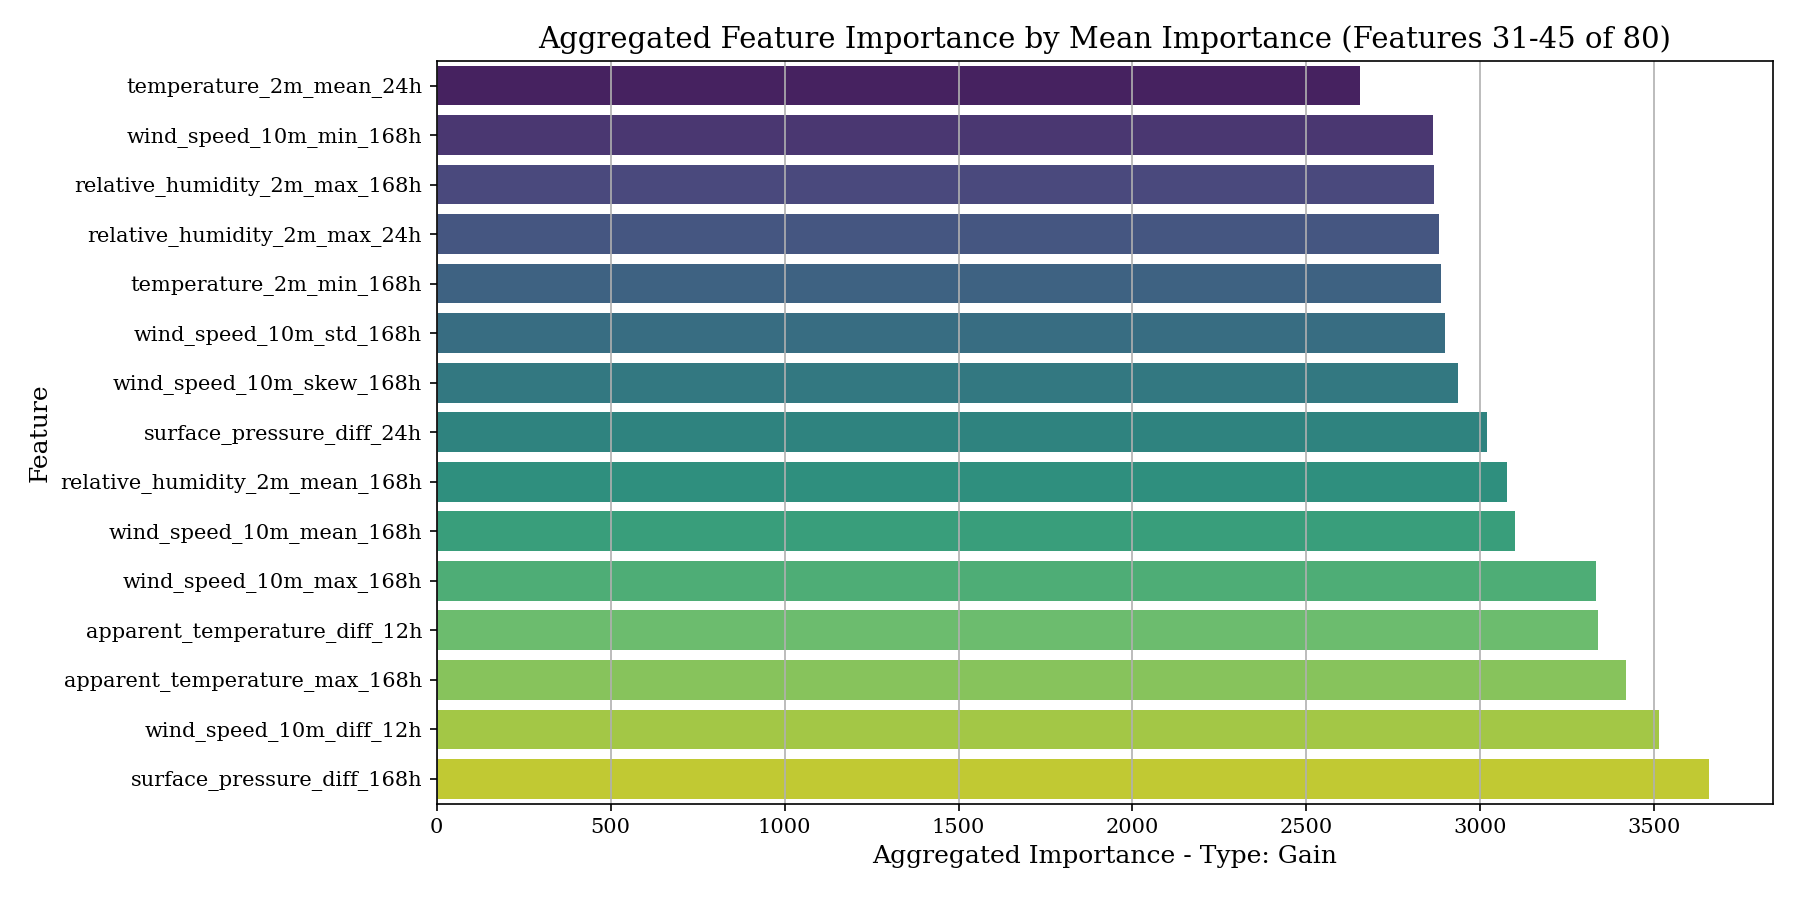 Aggregated Feature Importance by Mean Importance (Features 31-45 of 80)
Feature
temperature_2m_mean_24h
wind_speed_10m_min_168h
relative_humidity_2m_max_168h
relative_humidity_2m_max_24h
temperature_2m_min_168h
wind_speed_10m_std_168h
wind_speed_10m_skew_168h
surface_pressure_diff_24h
relative_humidity_2m_mean_168h
wind_speed_10m_mean_168h
wind_speed_10m_max_168h
apparent_temperature_diff_12h
apparent_temperature_max_168h
wind_speed_10m_diff_12h
surface_pressure_diff_168h
0 500 1000 1500 2000 2500 3000 3500
Aggregated Importance - Type: Gain